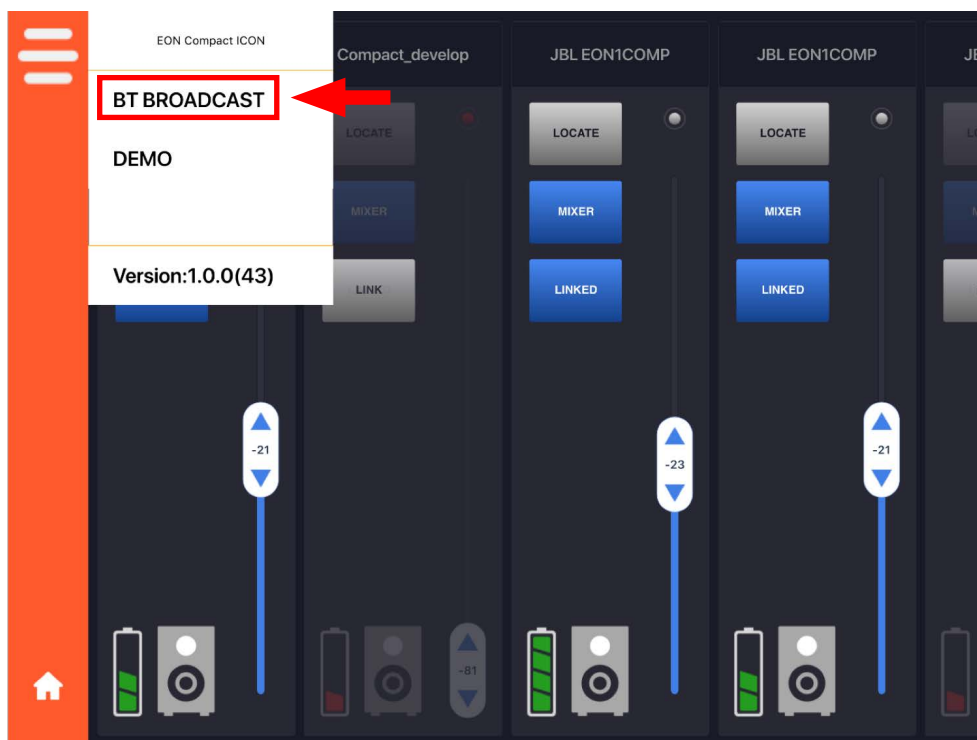 EON Compact ICON
BT BROADCAST
DEMO
Version:1.0.0(43)
Compact_develop
LOCATE
MIXER
LINK
-21
-81
JBL EON1COMP
LOCATE
MIXER
LINKED
-23
JBL EON1COMP
LOCATE
MIXER
LINKED
-21